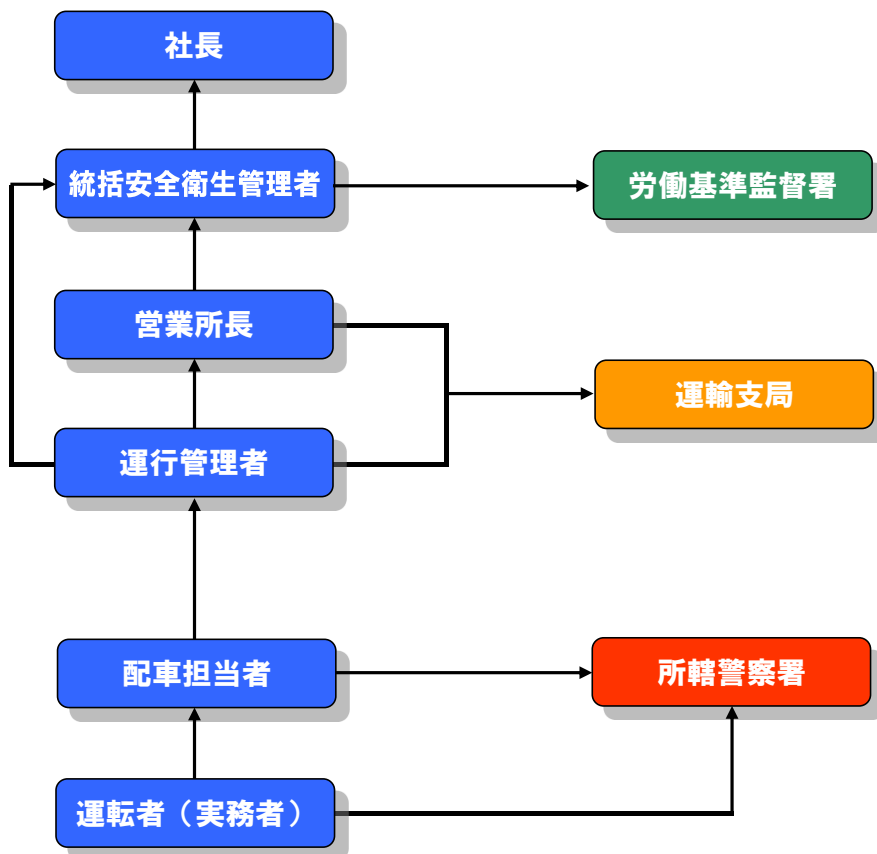 社長
統括安全衛生管理者
労働基準監督署
営業所長
運輸支局
運行管理者
配車担当者
所轄警察署
運転者（実務者）